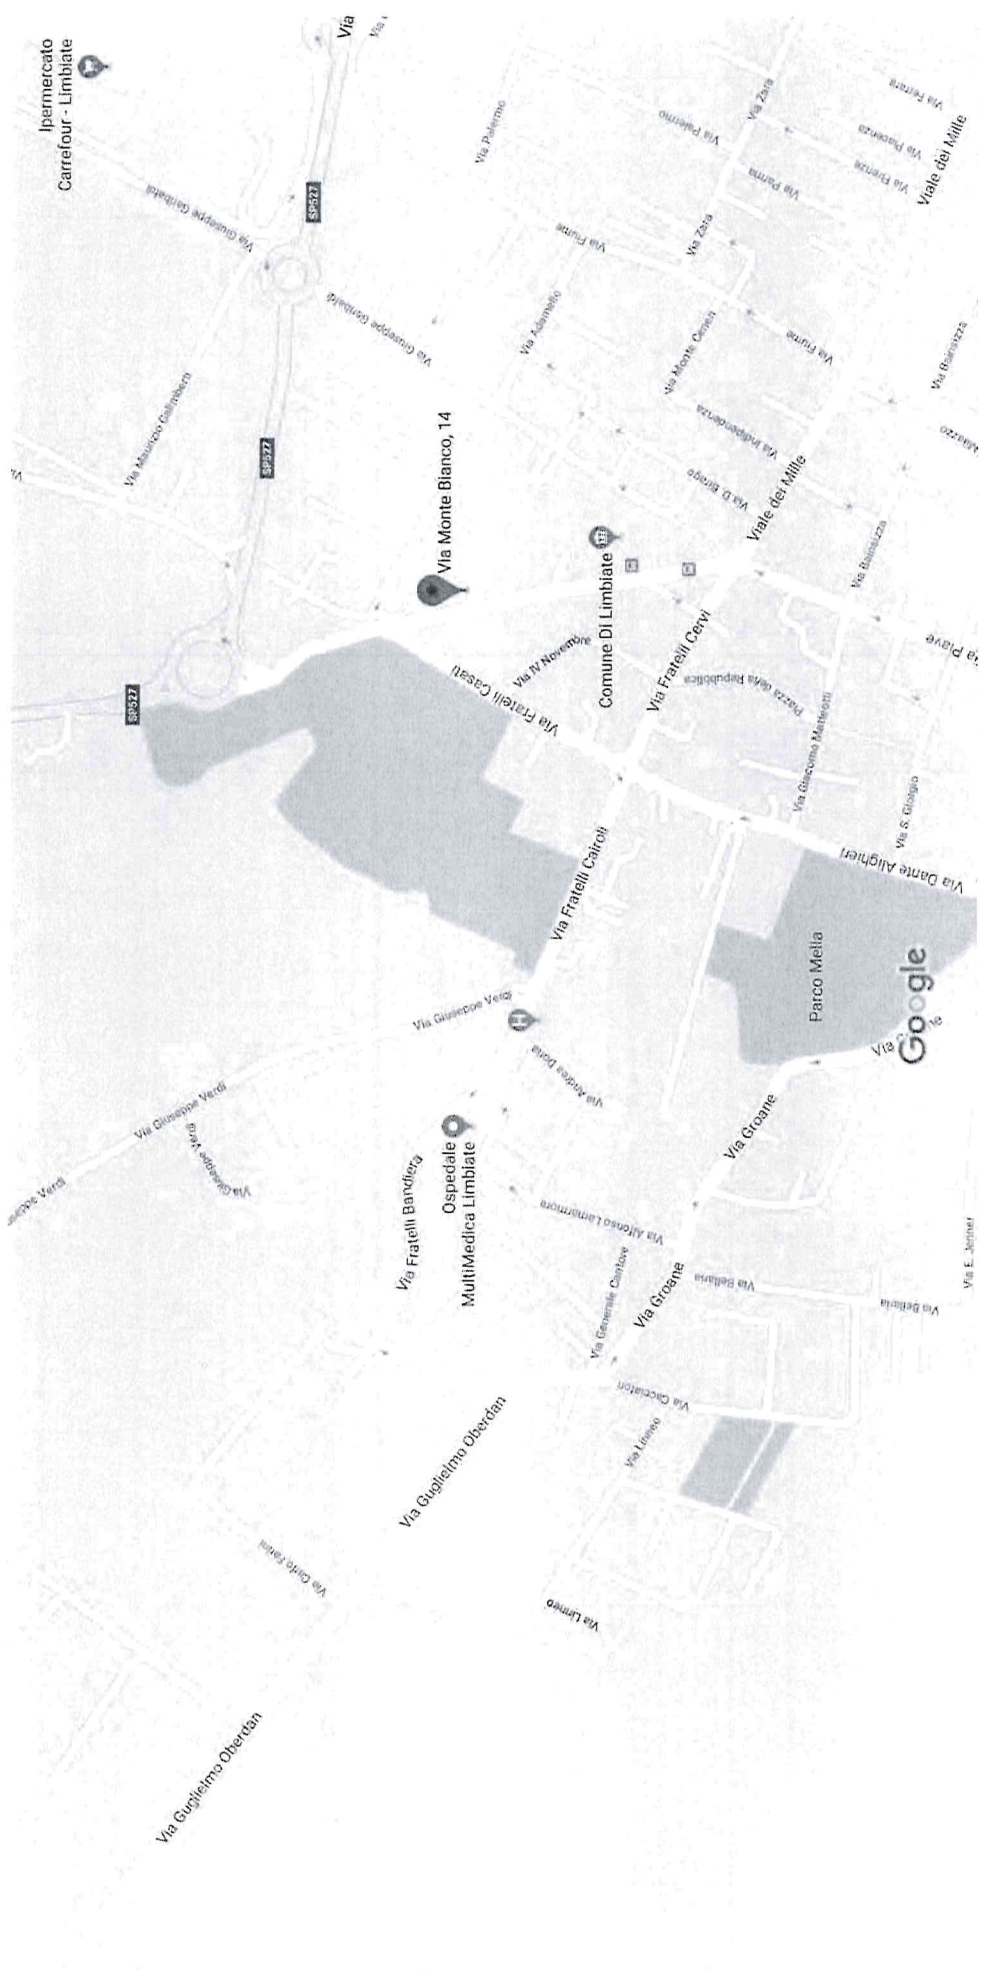 Ipermercato
Carrefour - Limbiate
Via
SP527
Via Giuseppe Garibaldi
Via Giuseppe Garibaldi
Via Maurizio Galimberti
SP527
SP527
Via Monte Bianco, 14
Via Palermo
Via Palermo
Via Zara
Via Zara
Via Parma
Via Ferrara
Via Piacenza
Via Firenze
Viale dei Mille
Viale dei Mille
Via Fiume
Via Fiume
Via Adamello
Via Monte Ceneri
Via Indipendenza
Via D. Birago
Via Bainsizza
Via Bainsizza
Comune Di Limbiate
Via IV Novembre
Via Fratelli Casati
Via Fratelli Cervi
Piazza della Repubblica
Via Giacomo Matteotti
Via S. Giorgio
Via Dante Alighieri
Via Fratelli Cairoli
Parco Mella
Google
Via Giuseppe Verdi
Via Giuseppe Verdi
Via Giuseppe Verdi
Via Andrea Doria
Ospedale
MultiMedica Limbiate
Via Fratelli Bandiera
Via Groane
Via Groane
Via Alfonso Lamarmora
Via Generale Cantore
Via Bellaria
Via Bellaria
Via E. Jenner
Via Cacciatori
Via Linneo
Via Linneo
Via Guglielmo Oberdan
Via Guglielmo Oberdan
Via Carlo Farini